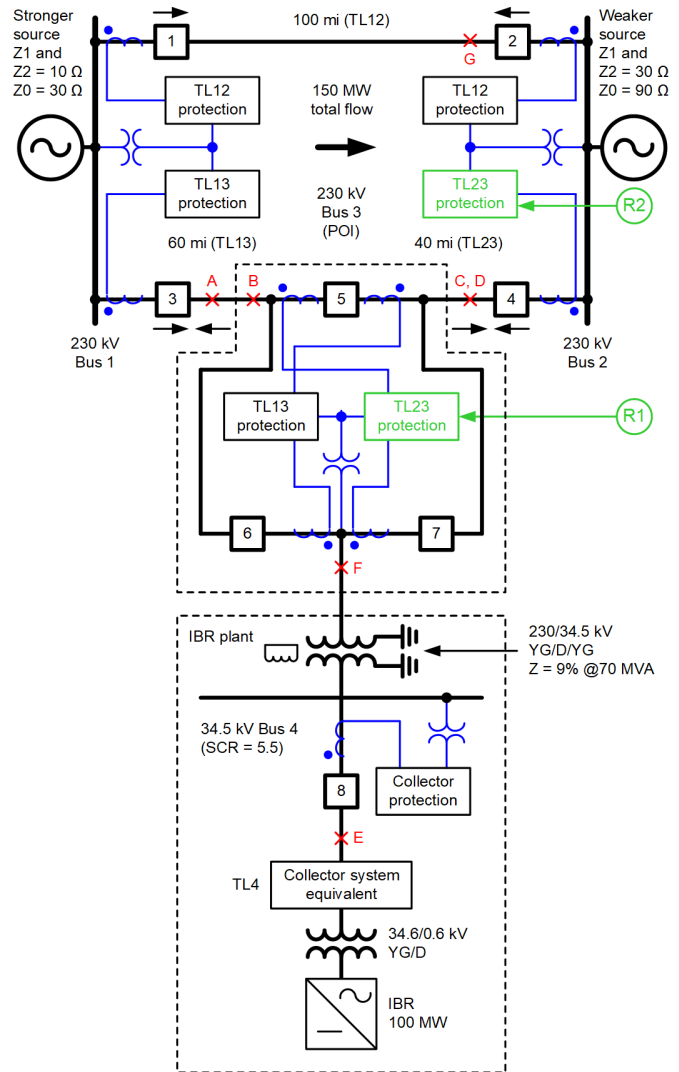 Stronger
source
Z1 and
Z2 = 10 Ω
Z0 = 30 Ω
100 mi (TL12)
1
2
G
Weaker
source
Z1 and
Z2 = 30 Ω
Z0 = 90 Ω
TL12
protection
150 MW
total flow
TL12
protection
TL13
protection
230 kV
Bus 3
(POI)
TL23
protection
R2
60 mi (TL13)
40 mi (TL23)
3
A
B
5
C, D
4
230 kV
Bus 1
230 kV
Bus 2
TL13
protection
TL23
protection
R1
6
7
F
IBR plant
230/34.5 kV
YG/D/YG
Z = 9% @70 MVA
34.5 kV Bus 4
(SCR = 5.5)
Collector
protection
8
E
TL4
Collector system
equivalent
34.6/0.6 kV
YG/D
IBR
100 MW